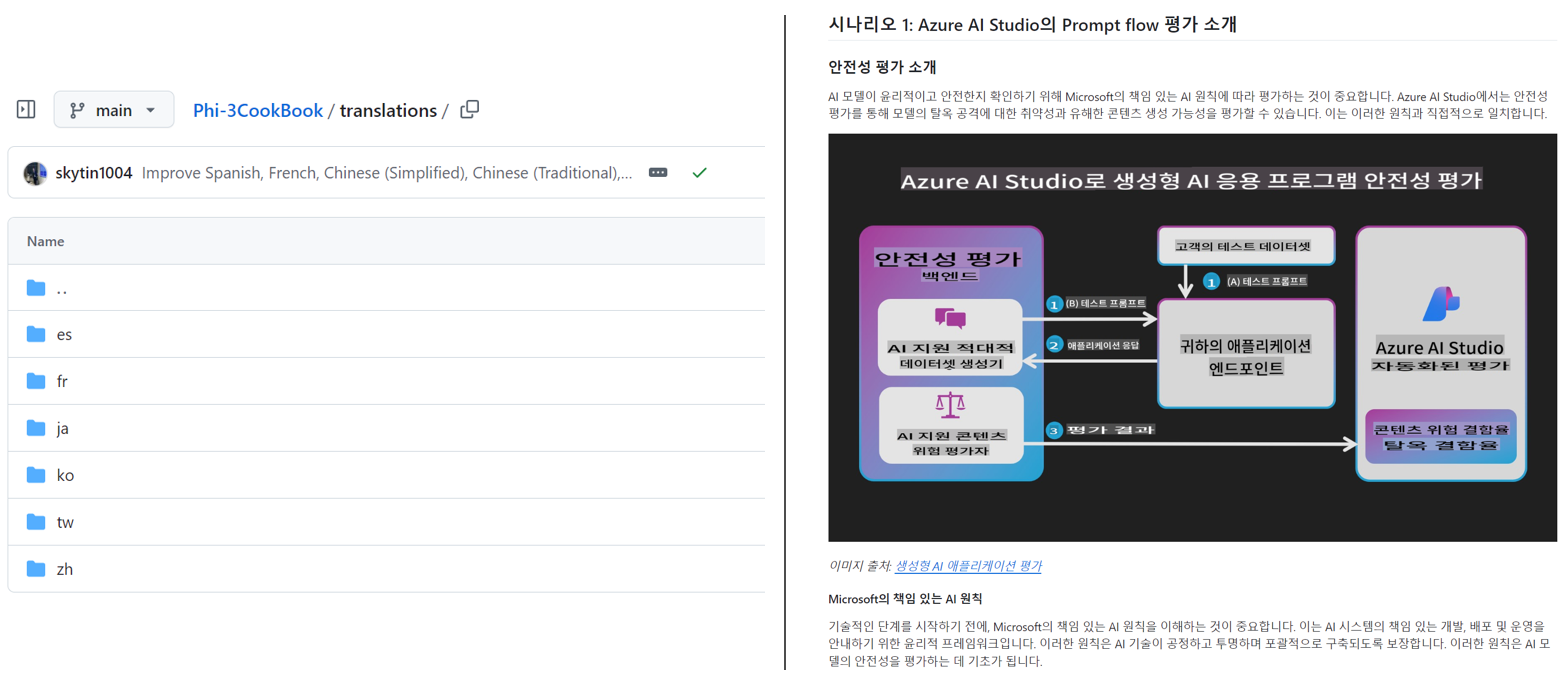 main
Phi-3CookBook / translations /
skytin1004 Improve Spanish, French, Chinese (Simplified), Chinese (Traditional),...
Name
..
es
fr
ja
ko
tw
zh
시나리오 1: Azure AI Studio의 Prompt flow 평가 소개
안전성 평가 소개
AI 모델이 윤리적이고 안전한지 확인하기 위해 Microsoft의 책임 있는 AI 원칙에 따라 평가하는 것이 중요합니다. Azure AI Studio에서는 안전성
평가를 통해 모델의 탈옥 공격에 대한 취약성과 유해한 콘텐츠 생성 가능성을 평가할 수 있습니다. 이는 이러한 원칙과 직접적으로 일치합니다.
Azure AI Studio로 생성형 AI 응용 프로그램 안전성 평가
안전성 평가
백엔드
AI 지원 적대적
데이터셋 생성기
AI 지원 콘텐츠
위험 평가자
1 (B) 테스트 프롬프트
2 애플리케이션 응답
3 평가 결과
고객의 테스트 데이터셋
1 (A) 테스트 프롬프트
귀하의 애플리케이션
엔드포인트
Azure AI Studio
자동화된 평가
콘텐츠 위험 결함율
탈옥 결함율
이미지 출처: 생성형 AI 애플리케이션 평가
Microsoft의 책임 있는 AI 원칙
기술적인 단계를 시작하기 전에, Microsoft의 책임 있는 AI 원칙을 이해하는 것이 중요합니다. 이는 AI 시스템의 책임 있는 개발, 배포 및 운영을
안내하기 위한 윤리적 프레임워크입니다. 이러한 원칙은 AI 기술이 공정하고 투명하며 포괄적으로 구축되도록 보장합니다. 이러한 원칙은 AI 모
델의 안전성을 평가하는 데 기초가 됩니다.